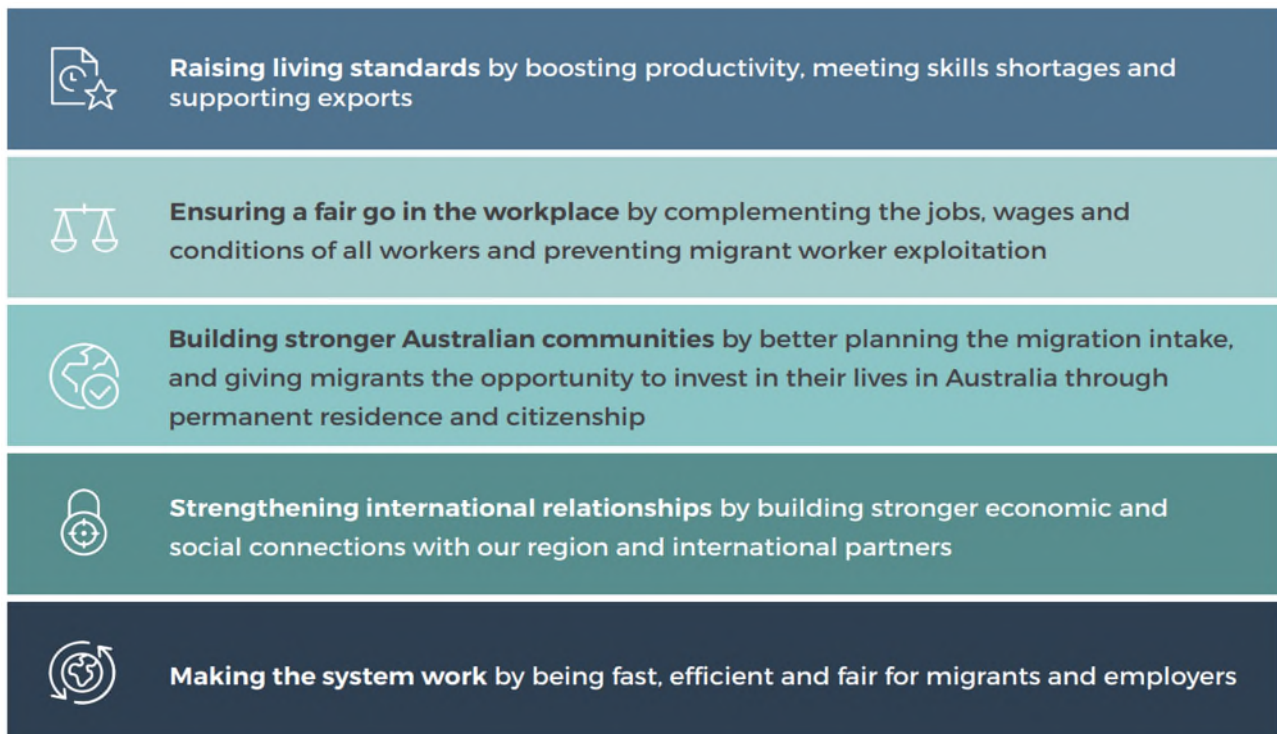 Raising living standards by boosting productivity, meeting skills shortages and
supporting exports
Ensuring a fair go in the workplace by complementing the jobs, wages and
conditions of all workers and preventing migrant worker exploitation
Building stronger Australian communities by better planning the migration intake,
and giving migrants the opportunity to invest in their lives in Australia through
permanent residence and citizenship
Strengthening international relationships by building stronger economic and
social connections with our region and international partners
Making the system work by being fast, efficient and fair for migrants and employers